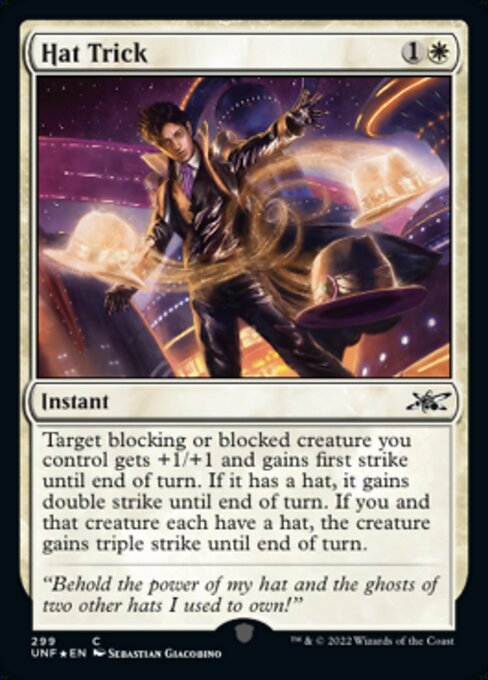 Hat Trick 1
Instant
Target blocking or blocked creature you
control gets +1/+1 and gains first strike
until end of turn. If it has a hat, it gains
double strike until end of turn. If you and
that creature each have a hat, the creature
gains triple strike until end of turn.
“Behold the power of my hat and the ghosts of
two other hats I used to own!”
299 C
UNF★EN Sebastian Giacobino
™ & © 2022 Wizards of the Coast